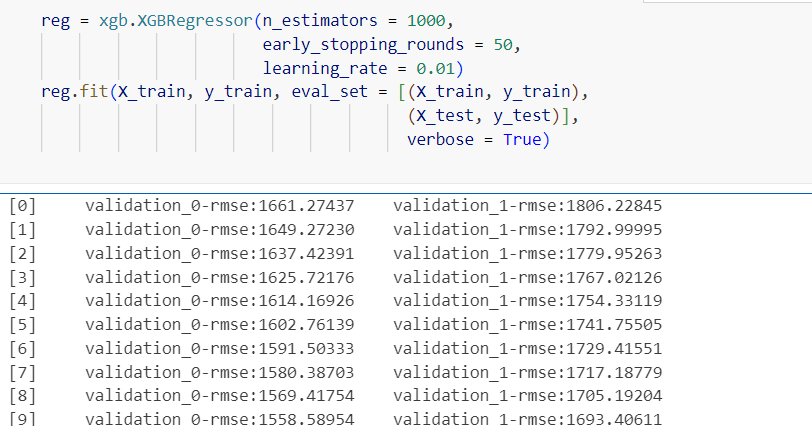 reg = xgb.XGBRegressor(n_estimators = 1000,
early_stopping_rounds = 50,
learning_rate = 0.01)
reg.fit(X_train, y_train, eval_set = [(X_train, y_train),
(X_test, y_test)],
verbose = True)
[0] validation_0-rmse:1661.27437 validation_1-rmse:1806.22845
[1] validation_0-rmse:1649.27230 validation_1-rmse:1792.99995
[2] validation_0-rmse:1637.42391 validation_1-rmse:1779.95263
[3] validation_0-rmse:1625.72176 validation_1-rmse:1767.02126
[4] validation_0-rmse:1614.16926 validation_1-rmse:1754.33119
[5] validation_0-rmse:1602.76139 validation_1-rmse:1741.75505
[6] validation_0-rmse:1591.50333 validation_1-rmse:1729.41551
[7] validation_0-rmse:1580.38703 validation_1-rmse:1717.18779
[8] validation_0-rmse:1569.41754 validation_1-rmse:1705.19204
[9] validation_0-rmse:1558.58954 validation_1-rmse:1693.40611